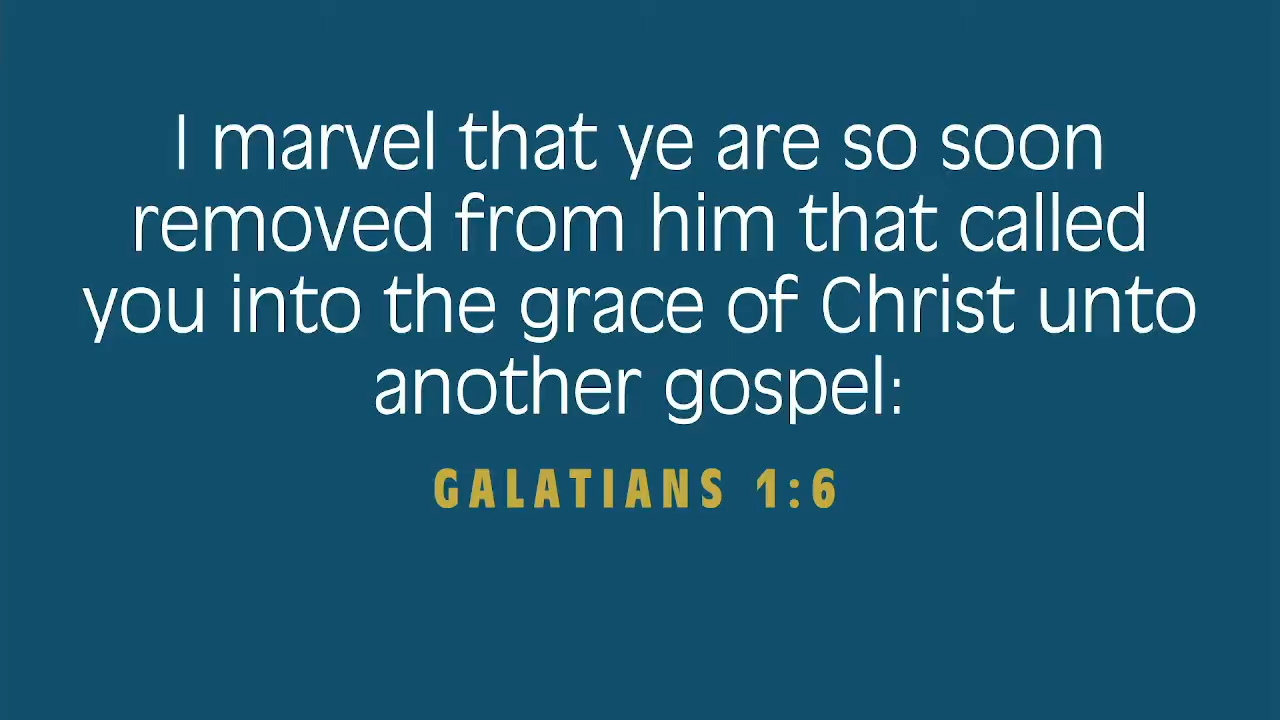 I marvel that ye are so soon
removed from him that called
you into the grace of Christ unto
another gospel:
GALATIANS 1:6